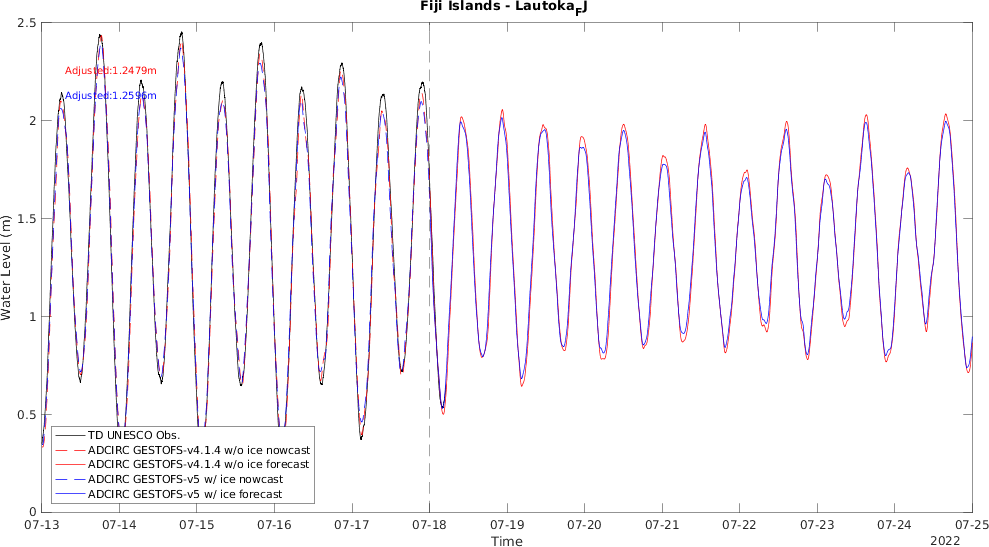 Fiji Islands - Lautoka_FJ
2.5
2
1.5
1
0.5
0
Water Level (m)
Adjusted:1.2479m
Adjusted:1.2596m
TD UNESCO Obs.
ADCIRC GESTOFS-v4.1.4 w/o ice nowcast
ADCIRC GESTOFS-v4.1.4 w/o ice forecast
ADCIRC GESTOFS-v5 w/ ice nowcast
ADCIRC GESTOFS-v5 w/ ice forecast
07-13 07-14 07-15 07-16 07-17 07-18 07-19 07-20 07-21 07-22 07-23 07-24 07-25
Time
2022